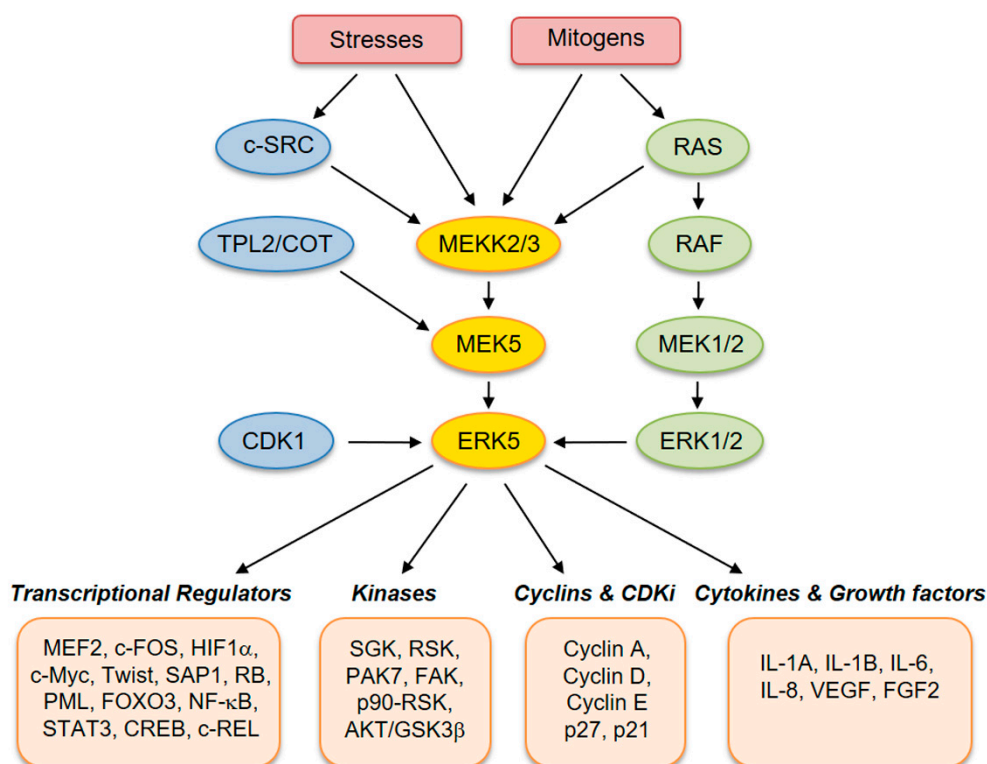 Stresses
Mitogens
c-SRC
RAS
TPL2/COT
MEKK2/3
RAF
MEK5
MEK1/2
CDK1
ERK5
ERK1/2
Transcriptional Regulators
Kinases
Cyclins & CDKi
Cytokines & Growth factors
MEF2, c-FOS, HIF1α,
c-Myc, Twist, SAP1, RB,
PML, FOXO3, NF-κB,
STAT3, CREB, c-REL
SGK, RSK,
PAK7, FAK,
p90-RSK,
AKT/GSK3β
Cyclin A,
Cyclin D,
Cyclin E
p27, p21
IL-1A, IL-1B, IL-6,
IL-8, VEGF, FGF2